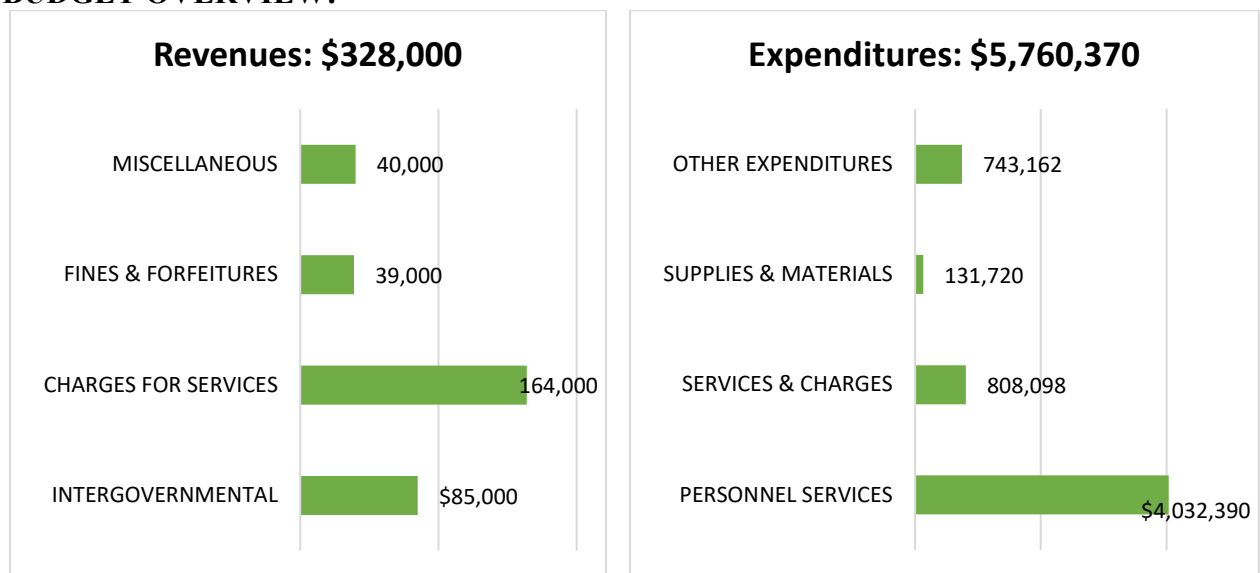 BUDGET OVERVIEW:
Revenues: $328,000
MISCELLANEOUS 40,000
FINES & FORFEITURES 39,000
CHARGES FOR SERVICES 164,000
INTERGOVERNMENTAL $85,000
Expenditures: $5,760,370
OTHER EXPENDITURES 743,162
SUPPLIES & MATERIALS 131,720
SERVICES & CHARGES 808,098
PERSONNEL SERVICES $4,032,390